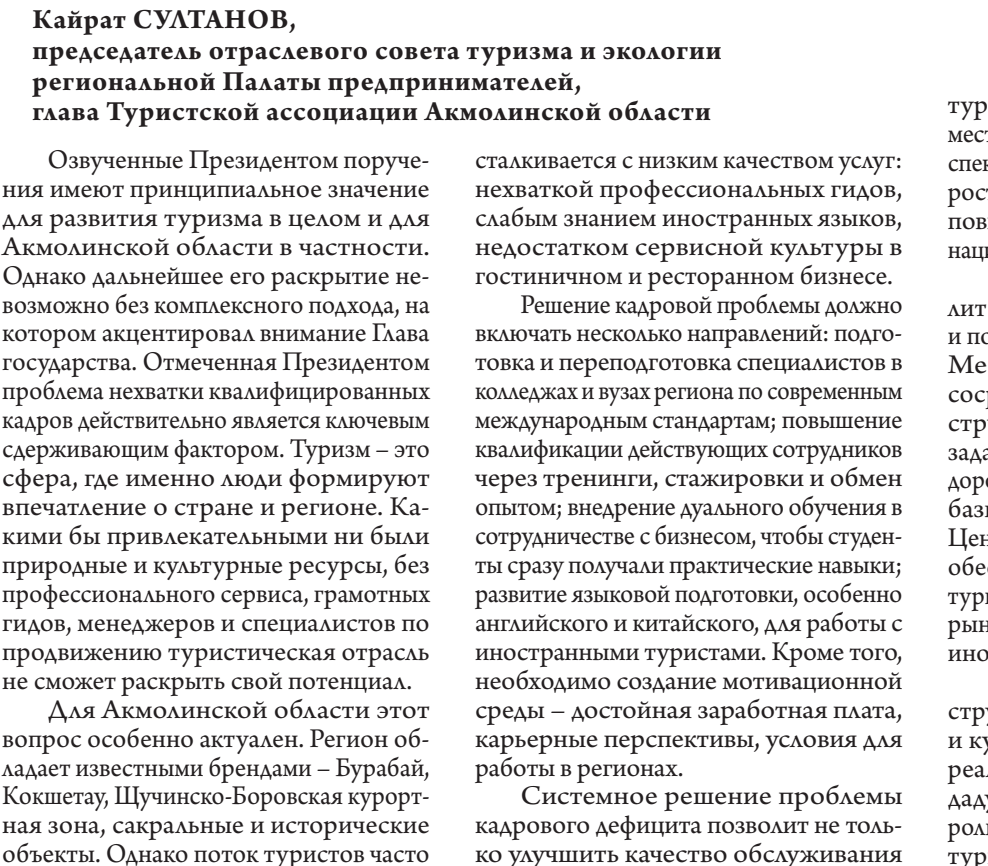 Кайрат СУЛТАНОВ,
председатель отраслевого совета туризма и экологии
региональной Палаты предпринимателей,
глава Туристской ассоциации Акмолинской области
Озвученные Президентом поруче-
ния имеют принципиальное значение
для развития туризма в целом и для
Акмолинской области в частности.
Однако дальнейшее его раскрытие не-
возможно без комплексного подхода, на
котором акцентировал внимание Глава
государства. Отмеченная Президентом
проблема нехватки квалифицированных
кадров действительно является ключевым
сдерживающим фактором. Туризм – это
сфера, где именно люди формируют
впечатление о стране и регионе. Ка-
кими бы привлекательными ни были
природные и культурные ресурсы, без
профессионального сервиса, грамотных
гидов, менеджеров и специалистов по
продвижению туристическая отрасль
не сможет раскрыть свой потенциал.
Для Акмолинской области этот
вопрос особенно актуален. Регион об-
ладает известными брендами – Бурабай,
Кокшетау, Щучинско-Боровская курорт-
ная зона, сакральные и исторические
объекты. Однако поток туристов часто
сталкивается с низким качеством услуг:
нехваткой профессиональных гидов,
слабым знанием иностранных языков,
недостатком сервисной культуры в
гостиничном и ресторанном бизнесе.
Решение кадровой проблемы должно
включать несколько направлений: подго-
товка и переподготовка специалистов в
колледжах и вузах региона по современным
международным стандартам; повышение
квалификации действующих сотрудников
через тренинги, стажировки и обмен
опытом; внедрение дуального обучения в
сотрудничестве с бизнесом, чтобы студен-
ты сразу получали практические навыки;
развитие языковой подготовки, особенно
английского и китайского, для работы с
иностранными туристами. Кроме того,
необходимо создание мотивационной
среды – достойная заработная плата,
карьерные перспективы, условия для
работы в регионах.
Системное решение проблемы
кадрового дефицита позволит не толь-
ко улучшить качество обслуживания